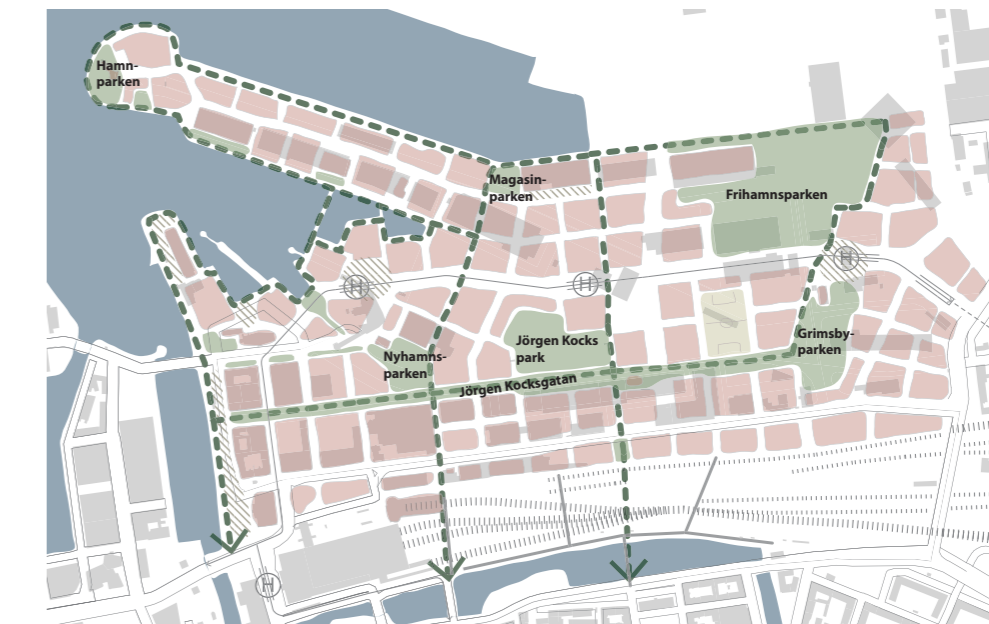 Hamn-
parken
Magasin-
parken
Frihamnsparken
H
H
H
Jörgen Kocks
park
Grimsby-
parken
Nyhamns-
parken
Jörgen Kocksgatan
H